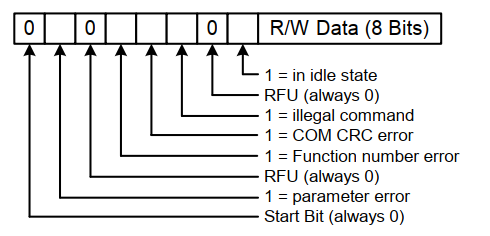 0 0 0 R/W Data (8 Bits)
1 = in idle state
RFU (always 0)
1 = illegal command
1 = COM CRC error
1 = Function number error
RFU (always 0)
1 = parameter error
Start Bit (always 0)